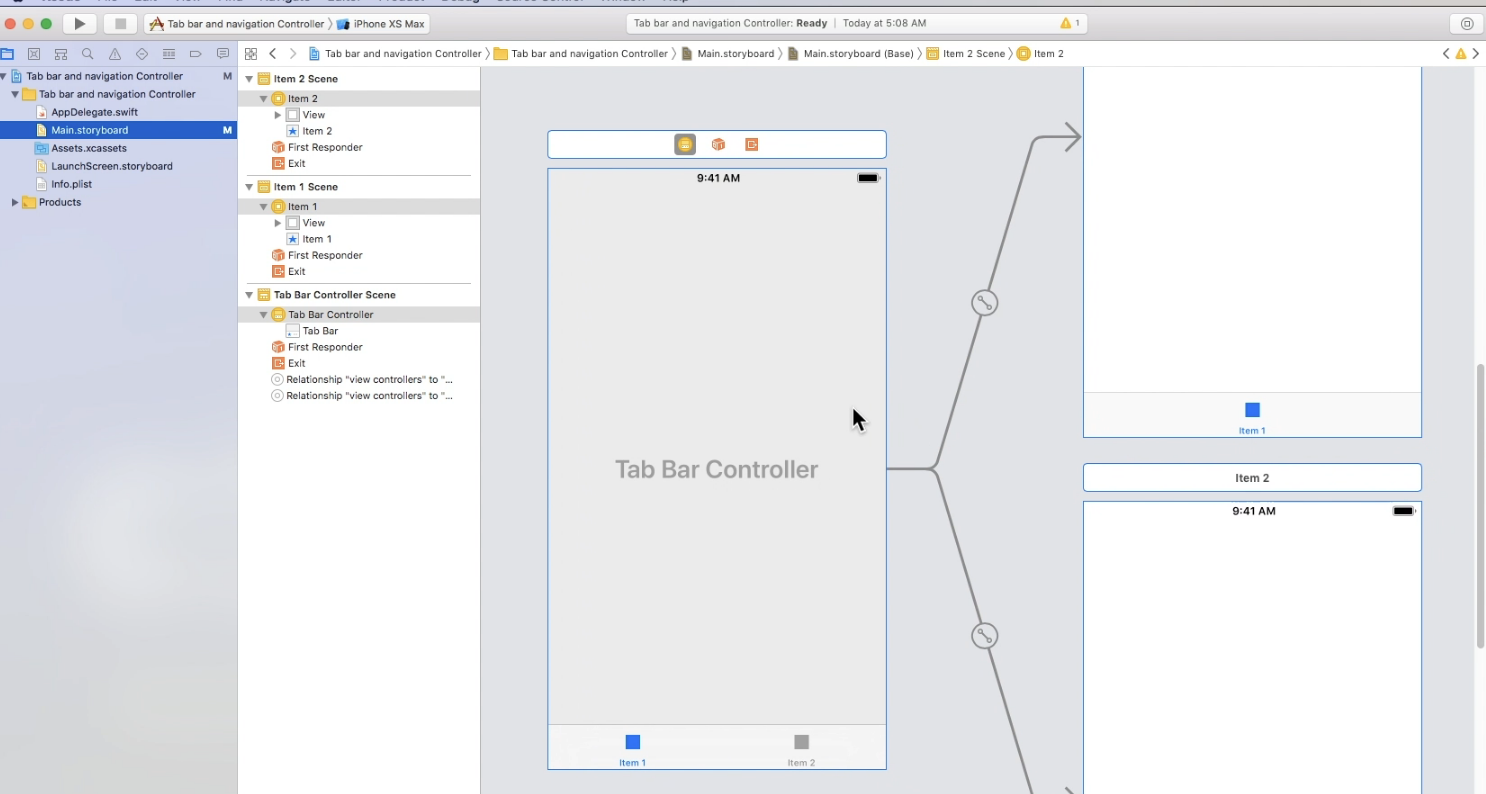 Tab bar and navigation Controller
iPhone XS Max
Tab bar and navigation Controller: Ready | Today at 5:08 AM
1
Tab bar and navigation Controller
Tab bar and navigation Controller
Main.storyboard
Main.storyboard (Base)
Item 2 Scene
Item 2
Tab bar and navigation Controller M
Tab bar and navigation Controller
AppDelegate.swift
Main.storyboard M
Assets.xcassets
LaunchScreen.storyboard
Info.plist
Products
Item 2 Scene
Item 2
View
Item 2
First Responder
Exit
Item 1 Scene
Item 1
View
Item 1
First Responder
Exit
Tab Bar Controller Scene
Tab Bar Controller
Tab Bar
First Responder
Exit
Relationship "view controllers" to "...
Relationship "view controllers" to "...
9:41 AM
Tab Bar Controller
Item 1
Item 2
Item 1
Item 2
9:41 AM